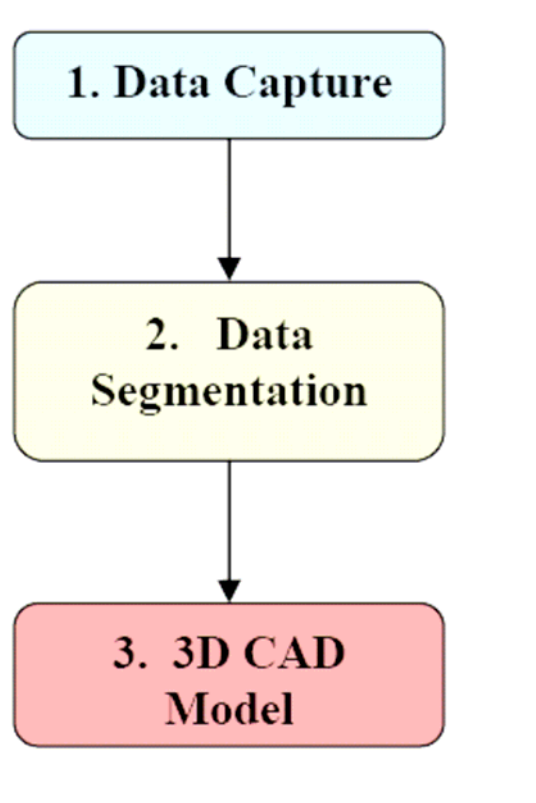 1. Data Capture
2. Data
Segmentation
3. 3D CAD
Model